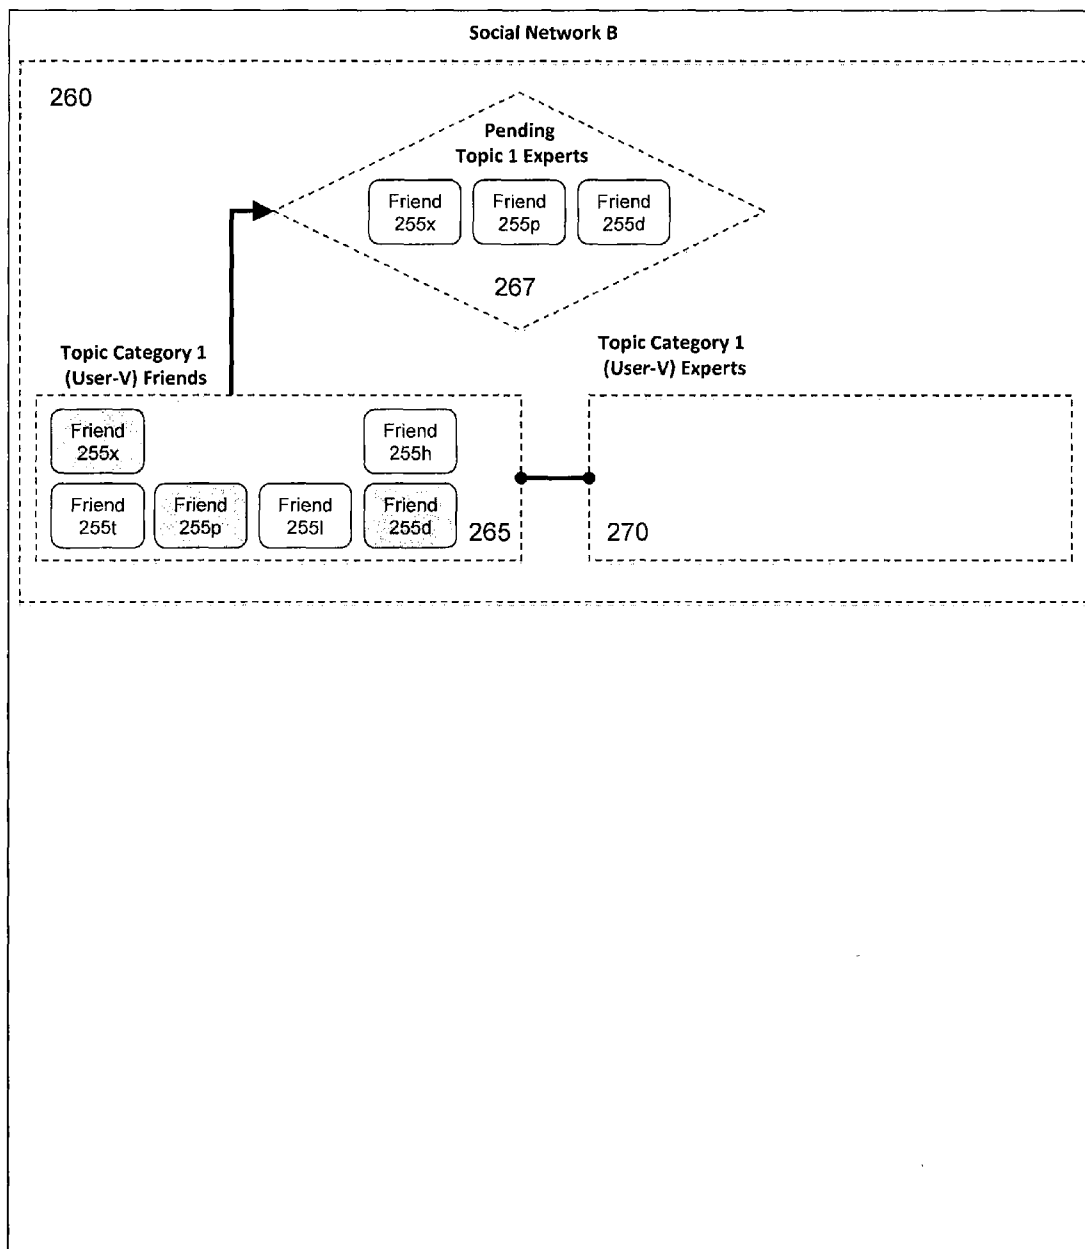 Social Network B
260
Pending
Topic 1 Experts
Friend
255x
Friend
255p
Friend
255d
267
Topic Category 1
(User-V) Friends
Topic Category 1
(User-V) Experts
Friend
255x
Friend
255h
Friend
255t
Friend
255p
Friend
255l
Friend
255d
265
270